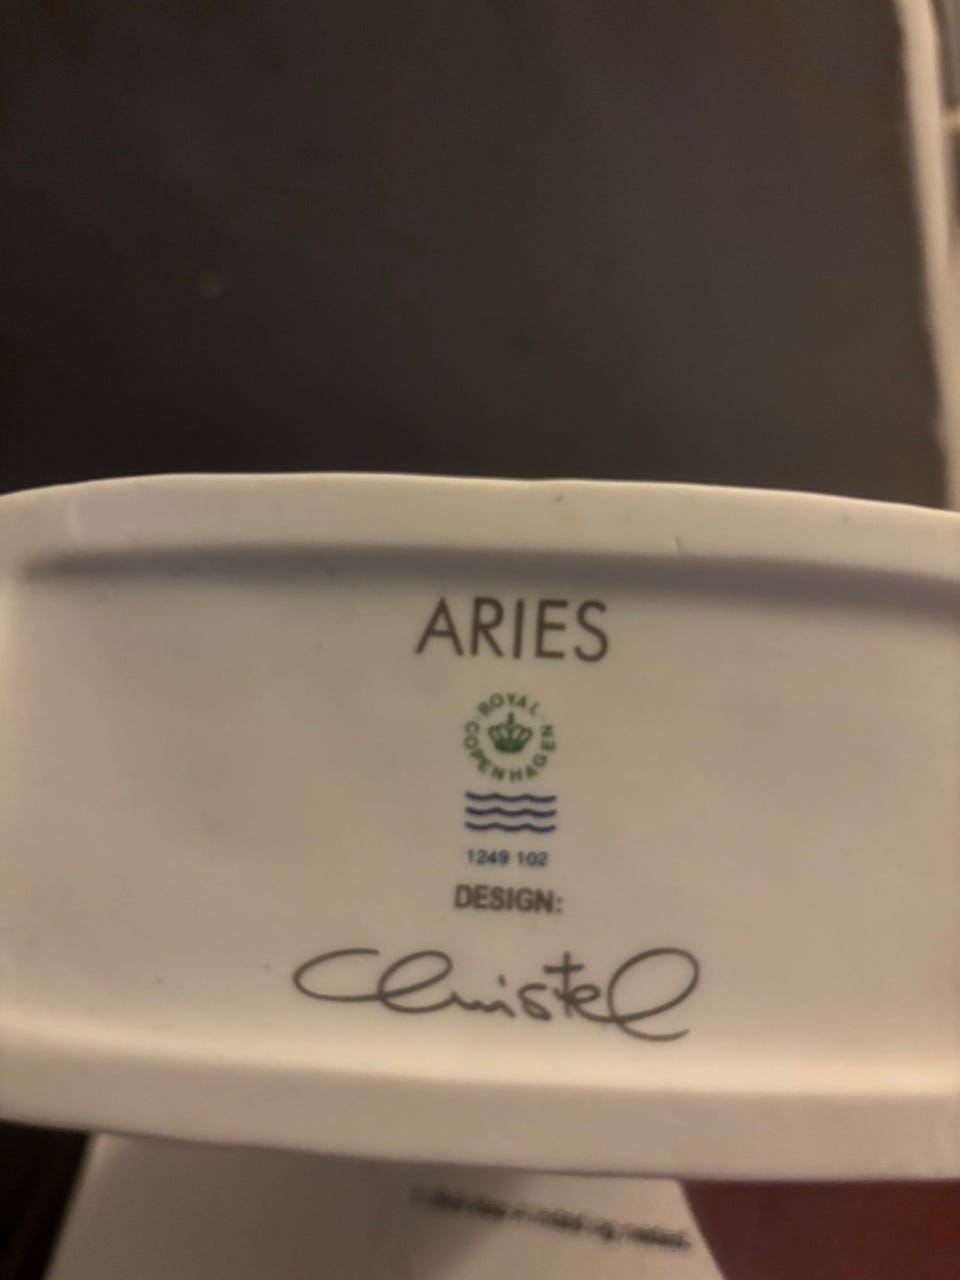 ARIES
ROYAL COPENHAGEN
1249 102
DESIGN:
Christel